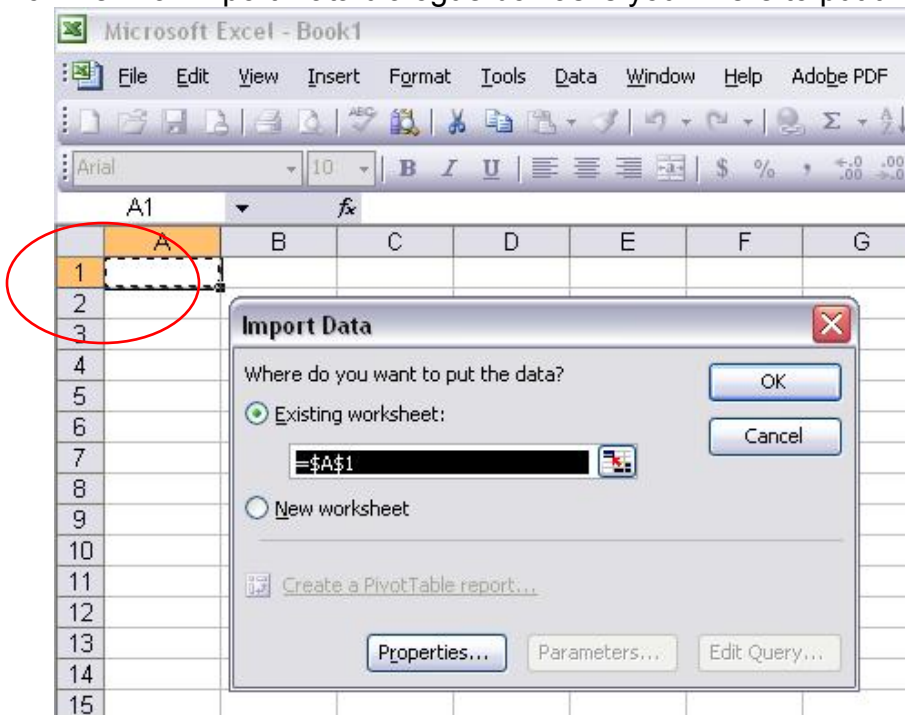 Microsoft Excel - Book1
File Edit View Insert Format Tools Data Window Help Adobe PDF
Arial 10 B I U $ % , .00
A1 fx
A B C D E F G
1
2
3
Import Data
4
Where do you want to put the data? OK
5
Existing worksheet:
6
Cancel
7
=$A$1
8
9
New worksheet
10
11
Create a PivotTable report...
12
13
Properties... Parameters... Edit Query...
14
15